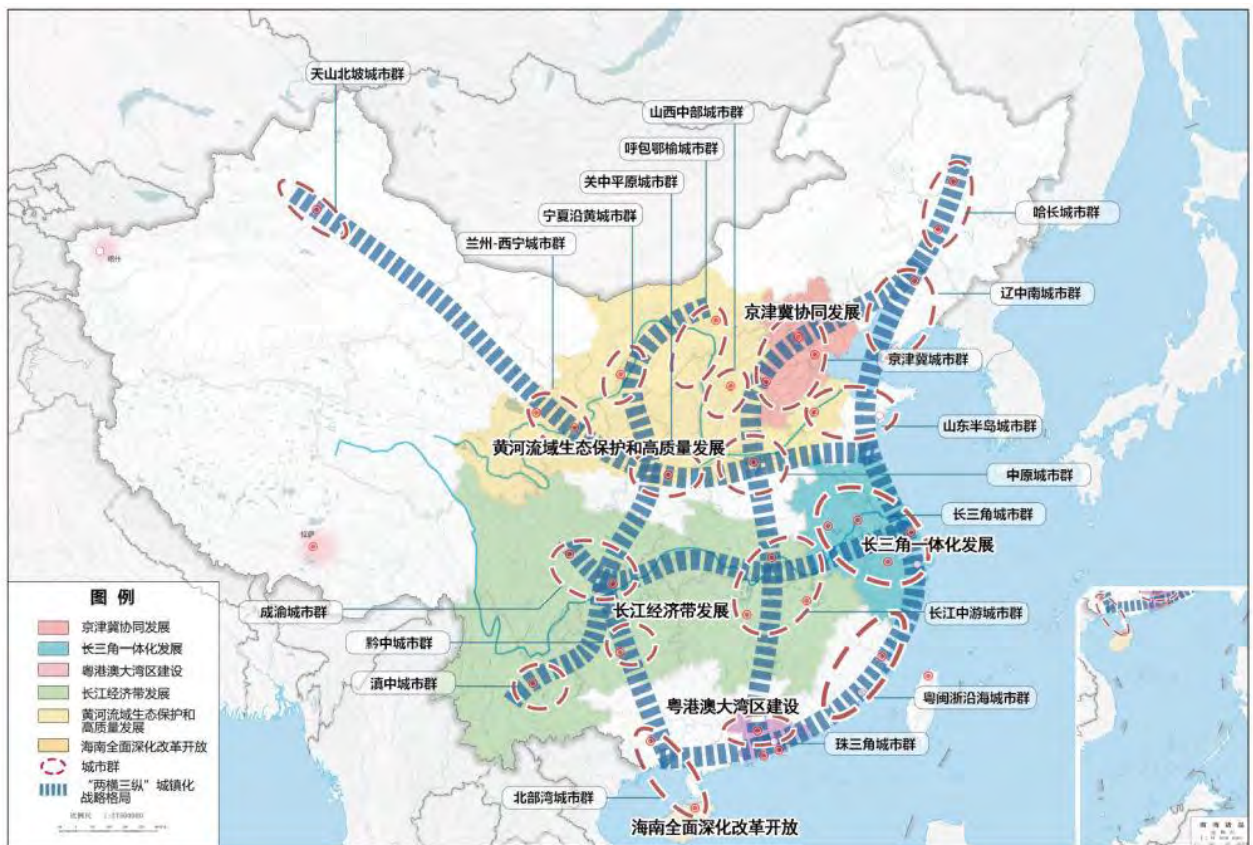 天山北坡城市群
山西中部城市群
呼包鄂榆城市群
关中平原城市群
宁夏沿黄城市群
兰州-西宁城市群
哈长城市群
喀什
京津冀协同发展
辽中南城市群
京津冀城市群
山东半岛城市群
黄河流域生态保护和高质量发展
中原城市群
长三角城市群
拉萨
长三角一体化发展
成渝城市群
长江经济带发展
长江中游城市群
黔中城市群
滇中城市群
粤闽浙沿海城市群
粤港澳大湾区建设
珠三角城市群
北部湾城市群
海南全面深化改革开放
图 例
京津冀协同发展
长三角一体化发展
粤港澳大湾区建设
长江经济带发展
黄河流域生态保护和
高质量发展
海南全面深化改革开放
城市群
“两横三纵”城镇化
战略格局
比例尺